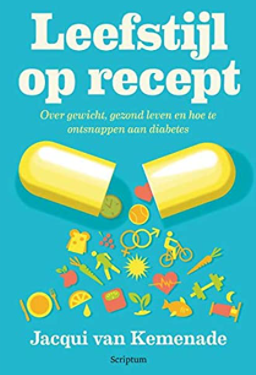 Leefstijl
op recept
Over gewicht, gezond leven en hoe te
ontsnappen aan diabetes
Jacqui van Kemenade
Scriptum